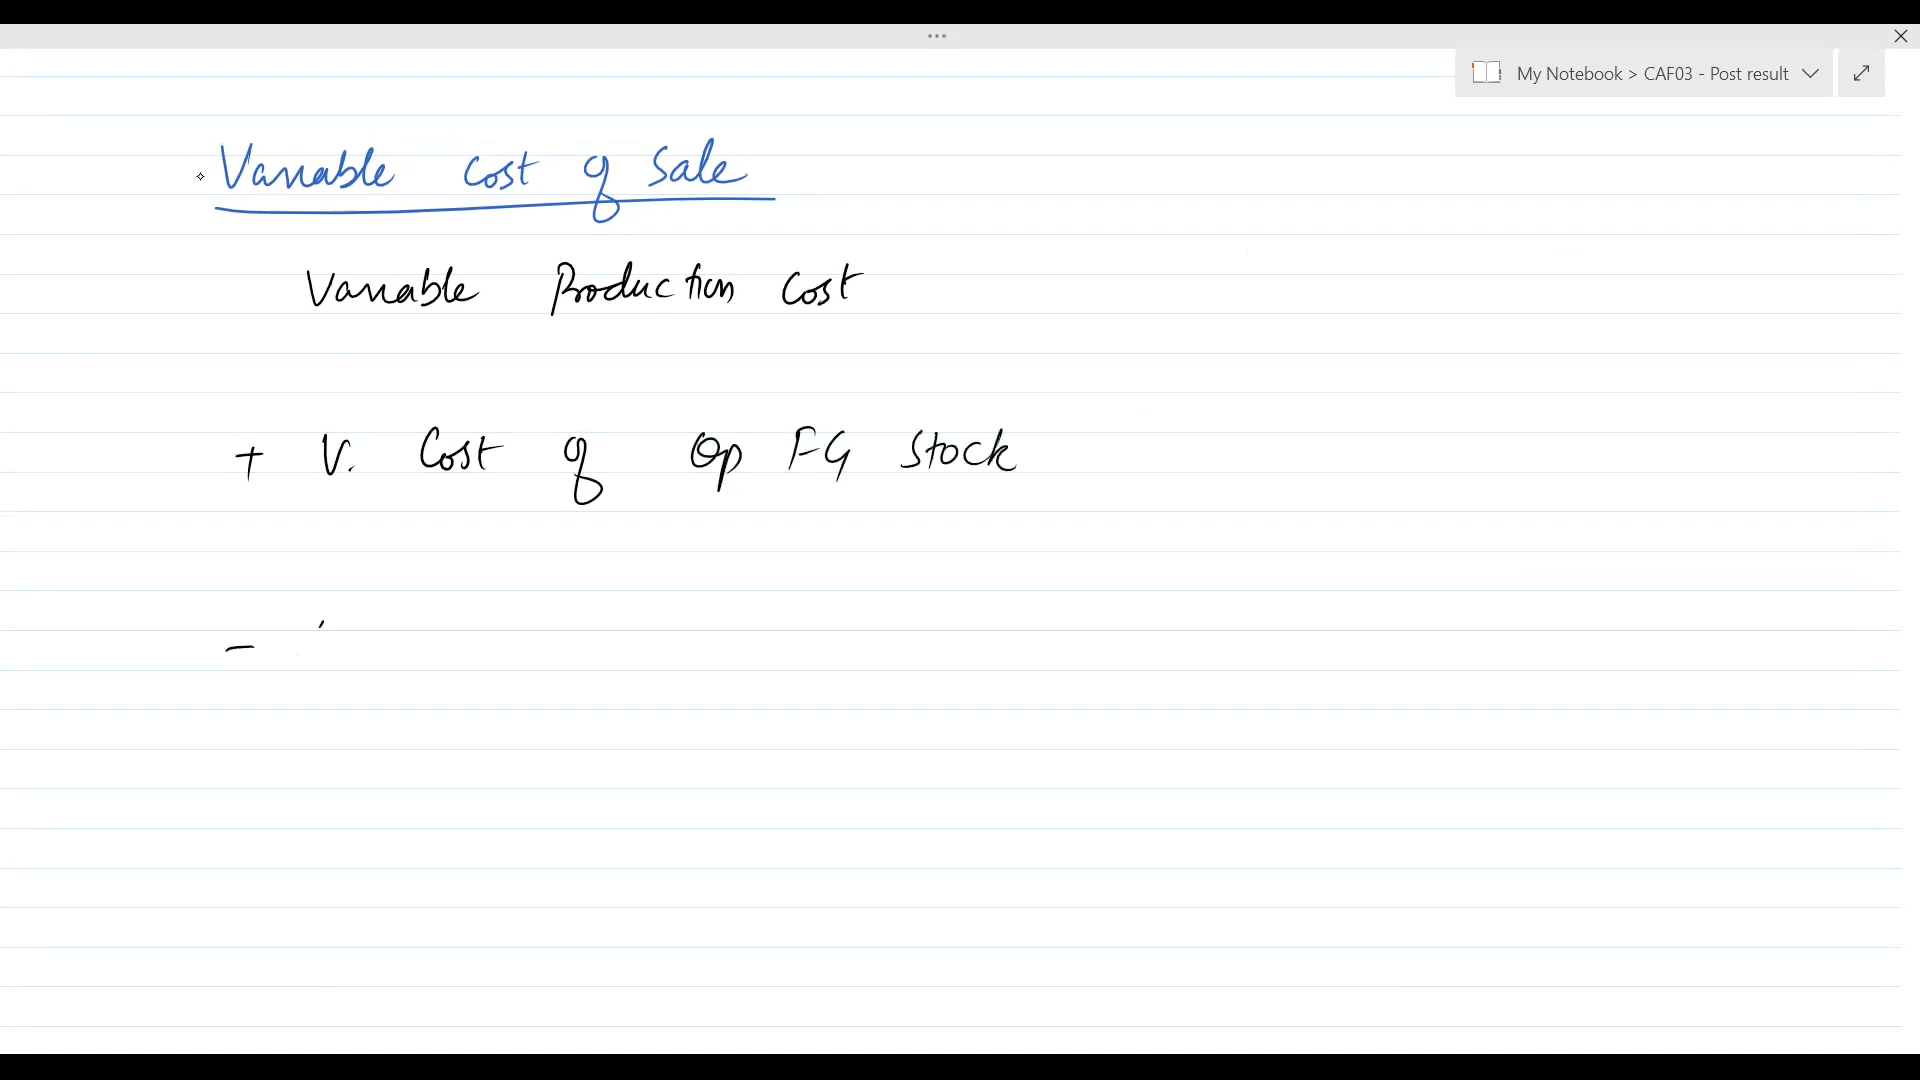 My Notebook > CAF03 - Post result
Variable Cost of Sale
Variable Production Cost
+ V. Cost of Op FG Stock
-